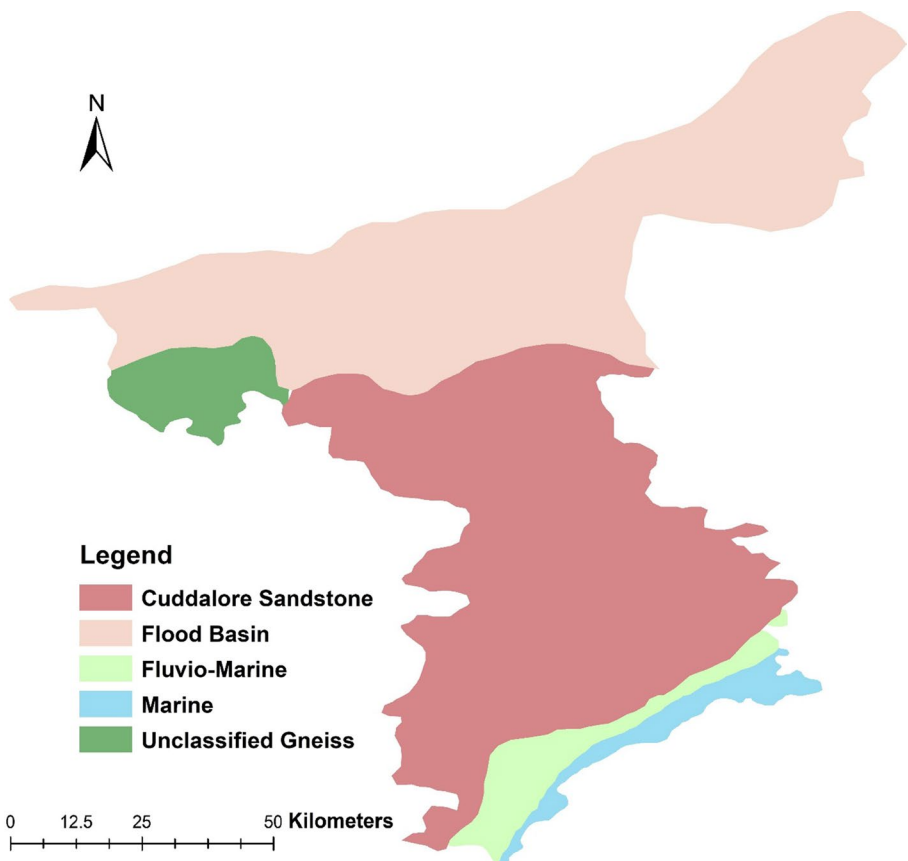 N
Legend
Cuddalore Sandstone
Flood Basin
Fluvio-Marine
Marine
Unclassified Gneiss
0 12.5 25 50 Kilometers